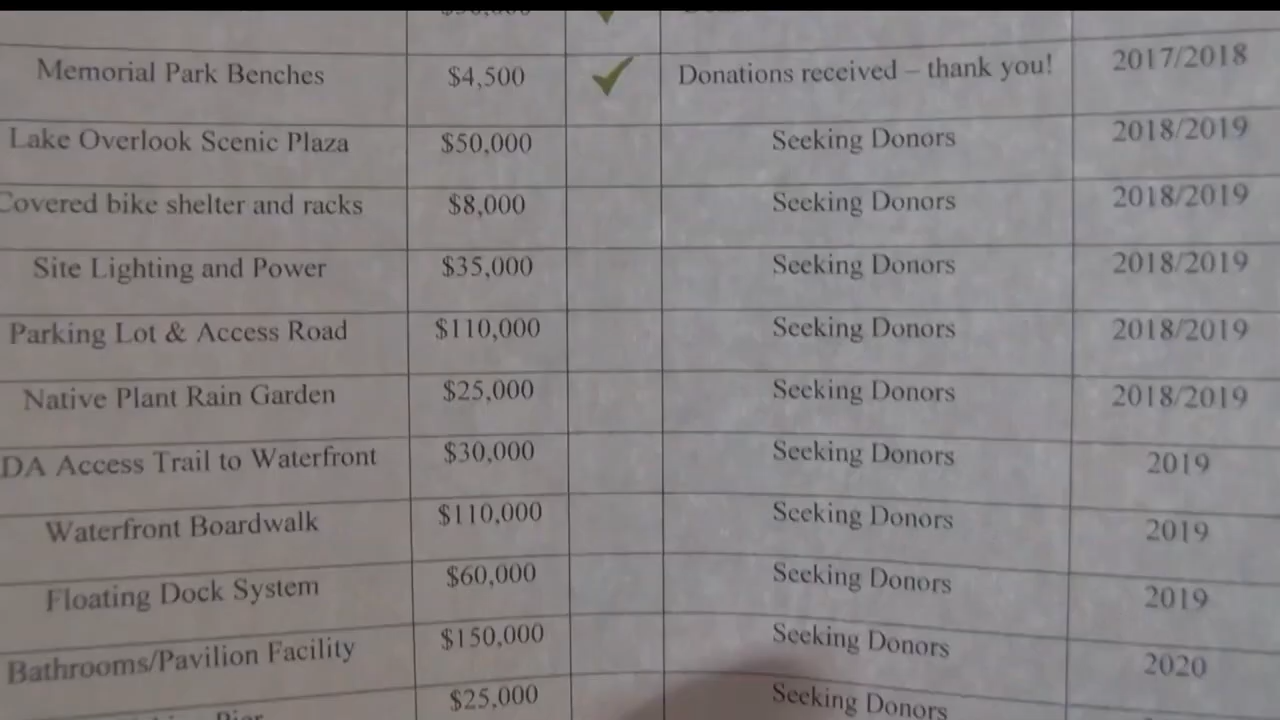 Memorial Park Benches $4,500 ✓ Donations received – thank you! 2017/2018
Lake Overlook Scenic Plaza $50,000 Seeking Donors 2018/2019
Covered bike shelter and racks $8,000 Seeking Donors 2018/2019
Site Lighting and Power $35,000 Seeking Donors 2018/2019
Parking Lot & Access Road $110,000 Seeking Donors 2018/2019
Native Plant Rain Garden $25,000 Seeking Donors 2018/2019
DA Access Trail to Waterfront $30,000 Seeking Donors 2019
Waterfront Boardwalk $110,000 Seeking Donors 2019
Floating Dock System $60,000 Seeking Donors 2019
Bathrooms/Pavilion Facility $150,000 Seeking Donors 2020
Pier $25,000 Seeking Donors